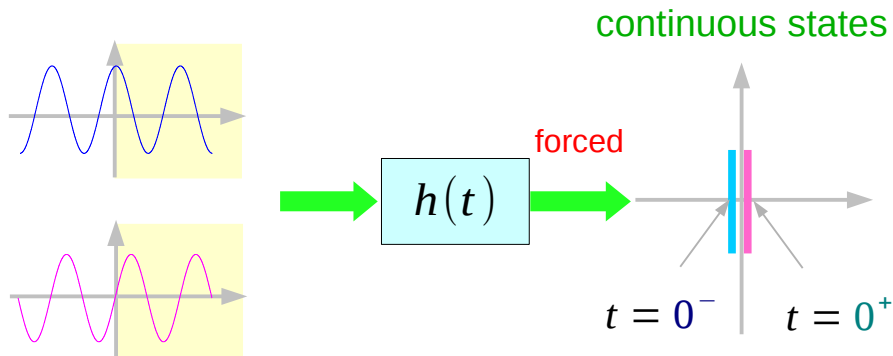 continuous states
forced
h(t)
t = 0⁻
t = 0⁺